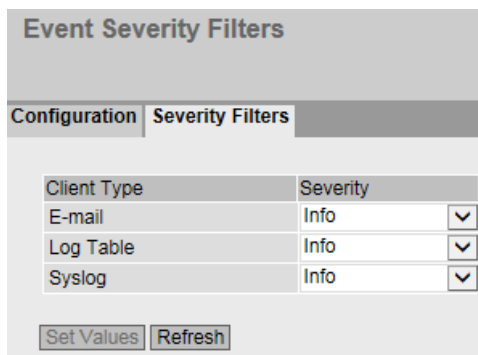 Event Severity Filters
Configuration Severity Filters
Client Type Severity
E-mail Info
Log Table Info
Syslog Info
Set Values Refresh